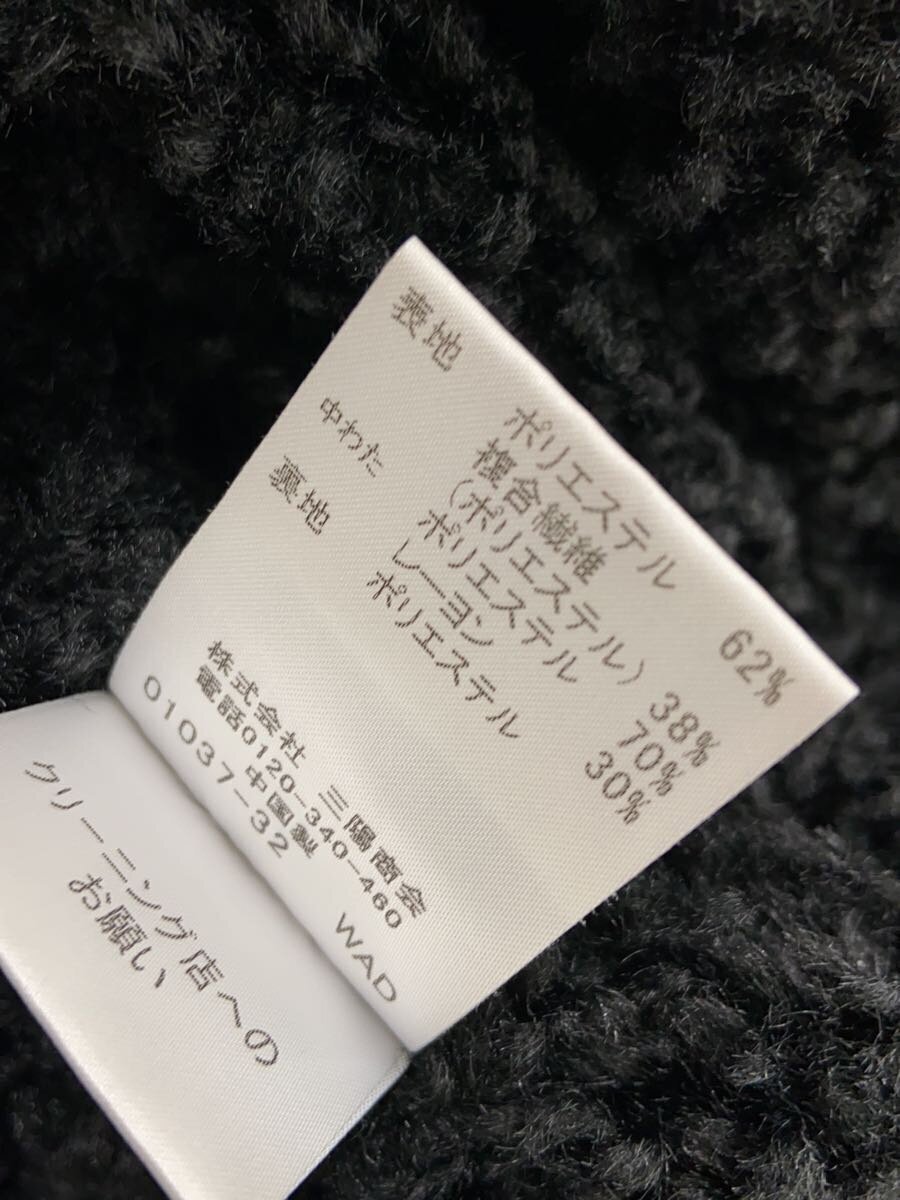 表地 ポリエステル 62%
複合繊維
(ポリエステル) 38%
中わた ポリエステル 70%
レーヨン 30%
裏地 ポリエステル
株式会社 三陽商会
電話0120-340-460
中国製
01037-32 WAD
クリーニング店への
お願い